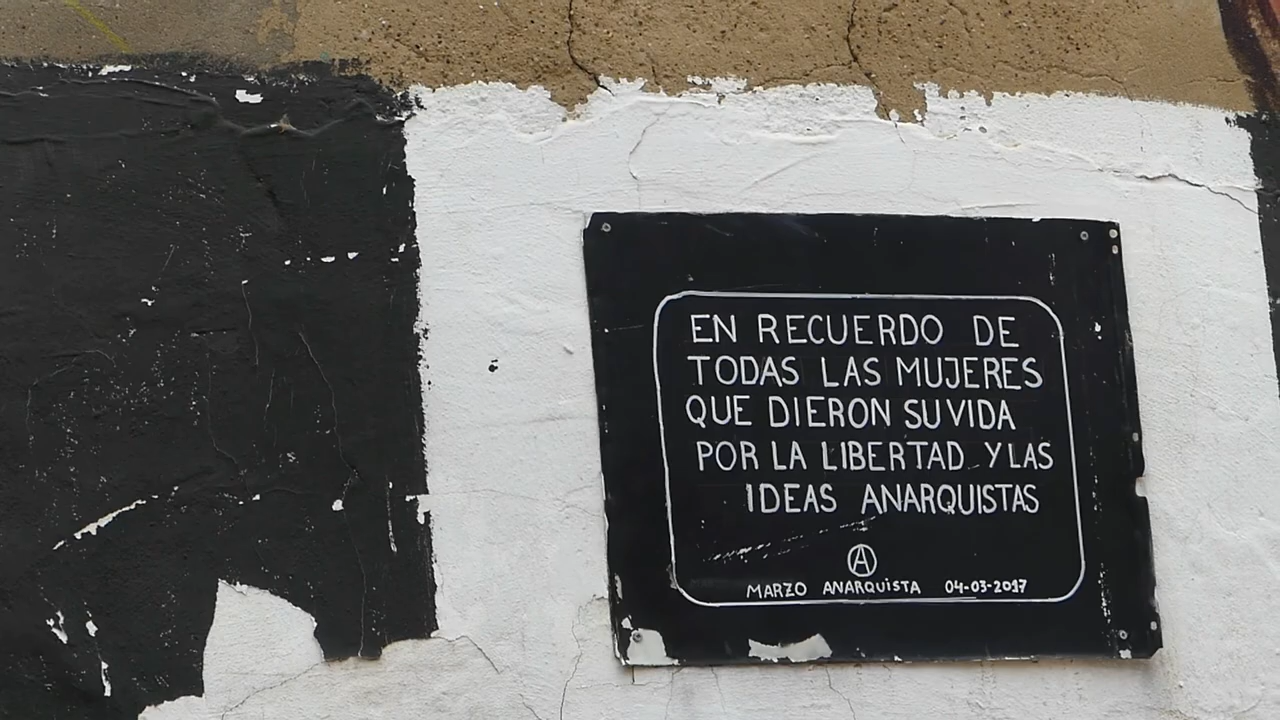 EN RECUERDO DE
TODAS LAS MUJERES
QUE DIERON SU VIDA
POR LA LIBERTAD Y LAS
IDEAS ANARQUISTAS
A
MARZO ANARQUiSTA 04-03-2017